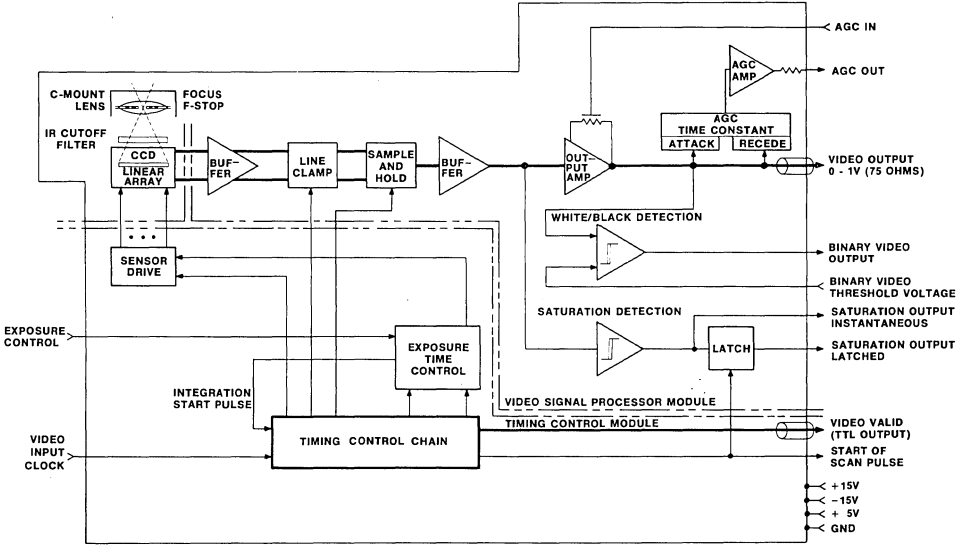 AGC IN
AGC
AMP
AGC OUT
C-MOUNT
LENS
FOCUS
F-STOP
IR CUTOFF
FILTER
CCD
LINEAR
ARRAY
BUF-
FER
LINE
CLAMP
SAMPLE
AND
HOLD
BUF-
FER
OUT-
PUT
AMP
AGC
TIME CONSTANT
ATTACK
RECEDE
VIDEO OUTPUT
0 - 1V (75 OHMS)
WHITE/BLACK DETECTION
BINARY VIDEO
OUTPUT
BINARY VIDEO
THRESHOLD VOLTAGE
SENSOR
DRIVE
SATURATION DETECTION
SATURATION OUTPUT
INSTANTANEOUS
LATCH
SATURATION OUTPUT
LATCHED
EXPOSURE
CONTROL
EXPOSURE
TIME
CONTROL
INTEGRATION
START PULSE
VIDEO SIGNAL PROCESSOR MODULE
TIMING CONTROL MODULE
TIMING CONTROL CHAIN
VIDEO
INPUT
CLOCK
VIDEO VALID
(TTL OUTPUT)
START OF
SCAN PULSE
+15V
-15V
+ 5V
GND